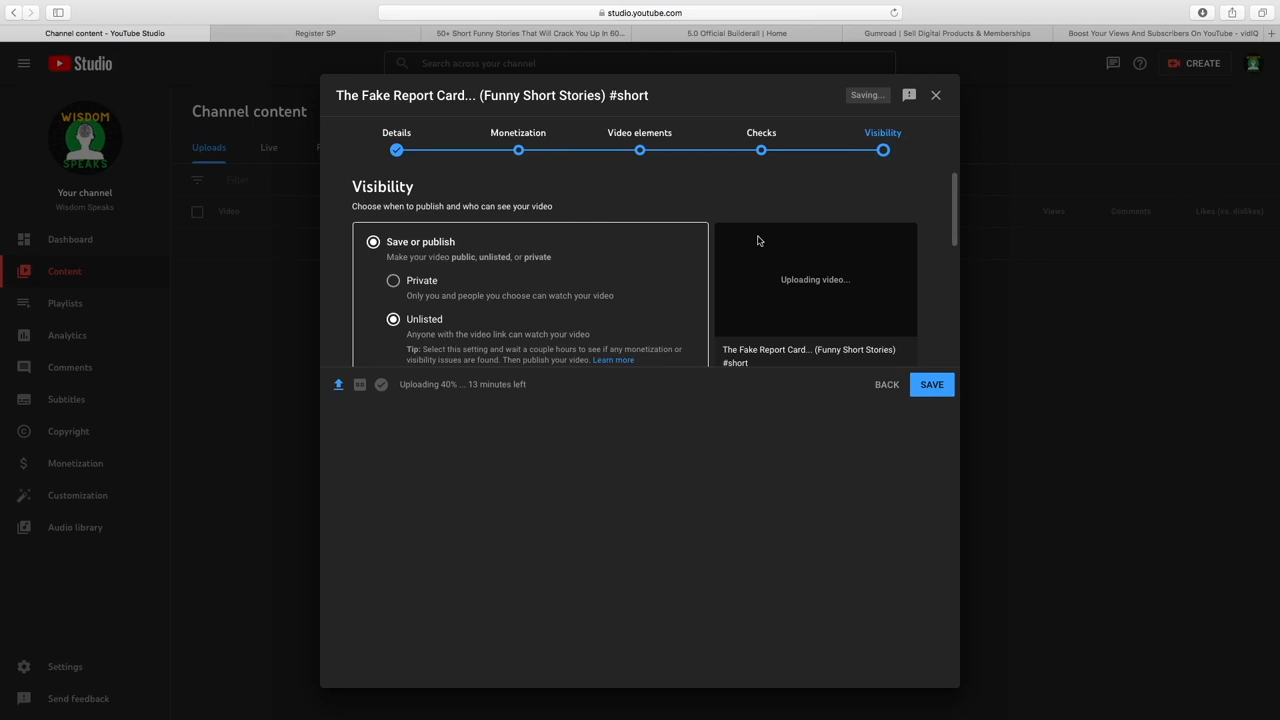 studio.youtube.com
Channel content - YouTube Studio
Register SP
50+ Short Funny Stories That Will Crack You Up In 60...
5.0 Official Builderall | Home
Gumroad | Sell Digital Products & Memberships
Boost Your Views And Subscribers On YouTube - vidIQ
Studio
Search across your channel
CREATE
The Fake Report Card... (Funny Short Stories) #short
Saving...
WISDOM
SPEAKS
Channel content
Details
Monetization
Video elements
Checks
Visibility
Uploads
Live
Filter
Your channel
Wisdom Speaks
Video
Views
Comments
Likes (vs. dislikes)
Visibility
Choose when to publish and who can see your video
Save or publish
Make your video public, unlisted, or private
Private
Only you and people you choose can watch your video
Unlisted
Anyone with the video link can watch your video
Tip: Select this setting and wait a couple hours to see if any monetization or
visibility issues are found. Then publish your video. Learn more
Uploading video...
The Fake Report Card... (Funny Short Stories)
#short
Uploading 40% ... 13 minutes left
BACK
SAVE
Dashboard
Content
Playlists
Analytics
Comments
Subtitles
Copyright
Monetization
Customization
Audio library
Settings
Send feedback